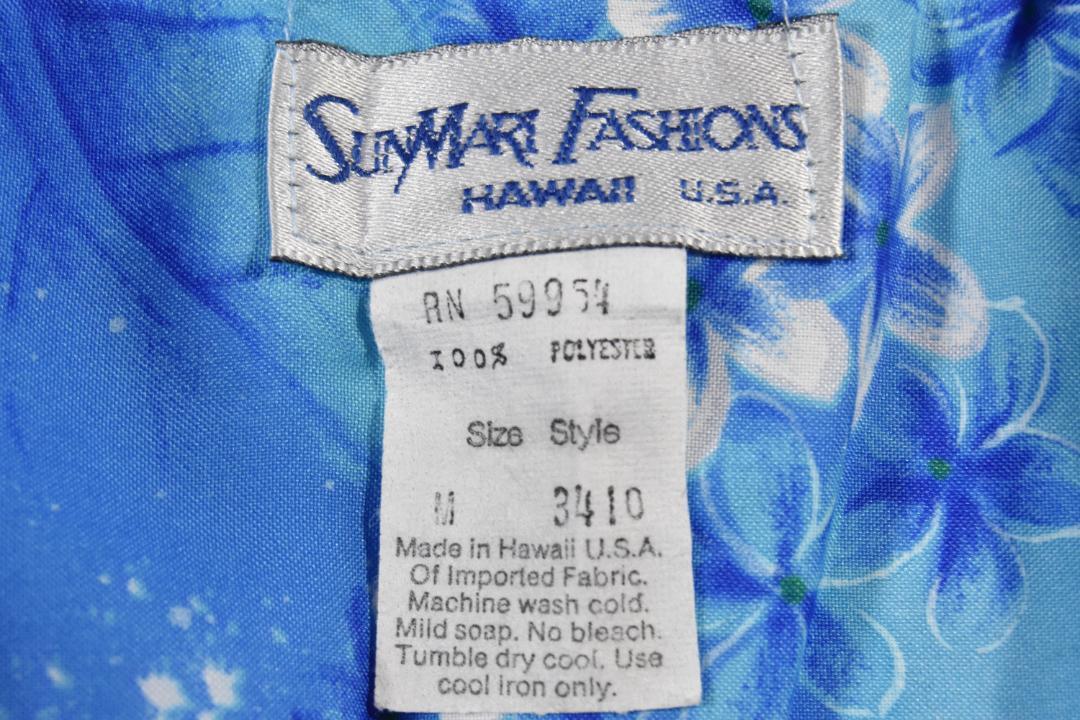 SunMari Fashions
HAWAII U.S.A.
RN 59954
100% POLYESTER
Size Style
M 3410
Made in Hawaii U.S.A.
Of Imported Fabric.
Machine wash cold.
Mild soap. No bleach.
Tumble dry cool. Use
cool iron only.